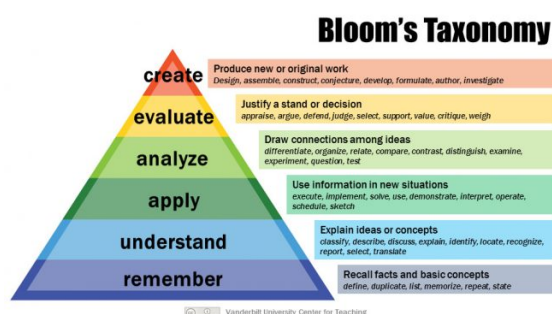 Bloom's Taxonomy
create
Produce new or original work
Design, assemble, construct, conjecture, develop, formulate, author, investigate
evaluate
Justify a stand or decision
appraise, argue, defend, judge, select, support, value, critique, weigh
analyze
Draw connections among ideas
differentiate, organize, relate, compare, contrast, distinguish, examine,
experiment, question, test
apply
Use information in new situations
execute, implement, solve, use, demonstrate, interpret, operate,
schedule, sketch
understand
Explain ideas or concepts
classify, describe, discuss, explain, identify, locate, recognize,
report, select, translate
remember
Recall facts and basic concepts
define, duplicate, list, memorize, repeat, state
Vanderbilt University Center for Teaching